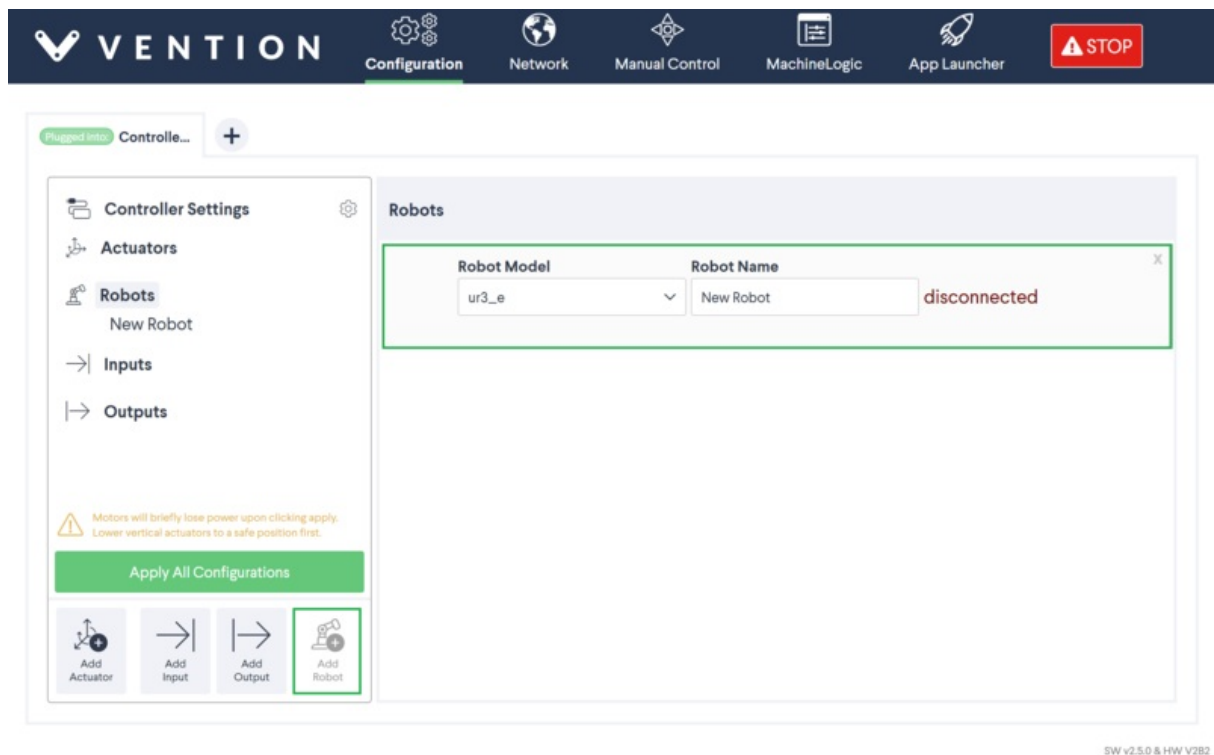 VENTION
Configuration
Network
Manual Control
MachineLogic
App Launcher
STOP
Plugged into: Controlle...
Controller Settings
Actuators
Robots
New Robot
Inputs
Outputs
Motors will briefly lose power upon clicking apply.
Lower vertical actuators to a safe position first.
Apply All Configurations
Add
Actuator
Add
Input
Add
Output
Add
Robot
Robots
X
Robot Model
Robot Name
ur3_e
New Robot
disconnected
SW v2.5.0 & HW V2B2